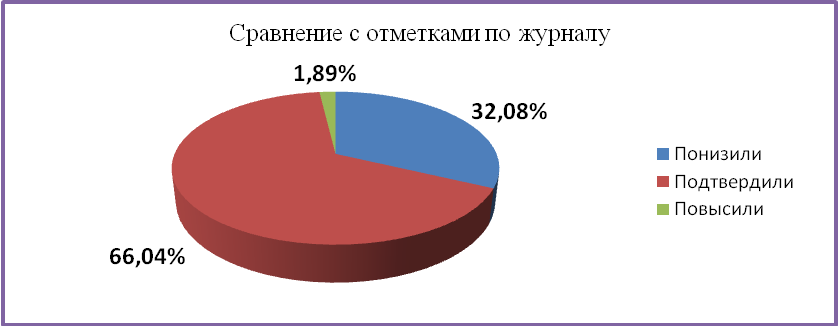 Сравнение с отметками по журналу
1,89%
32,08%
66,04%
Понизили
Подтвердили
Повысили